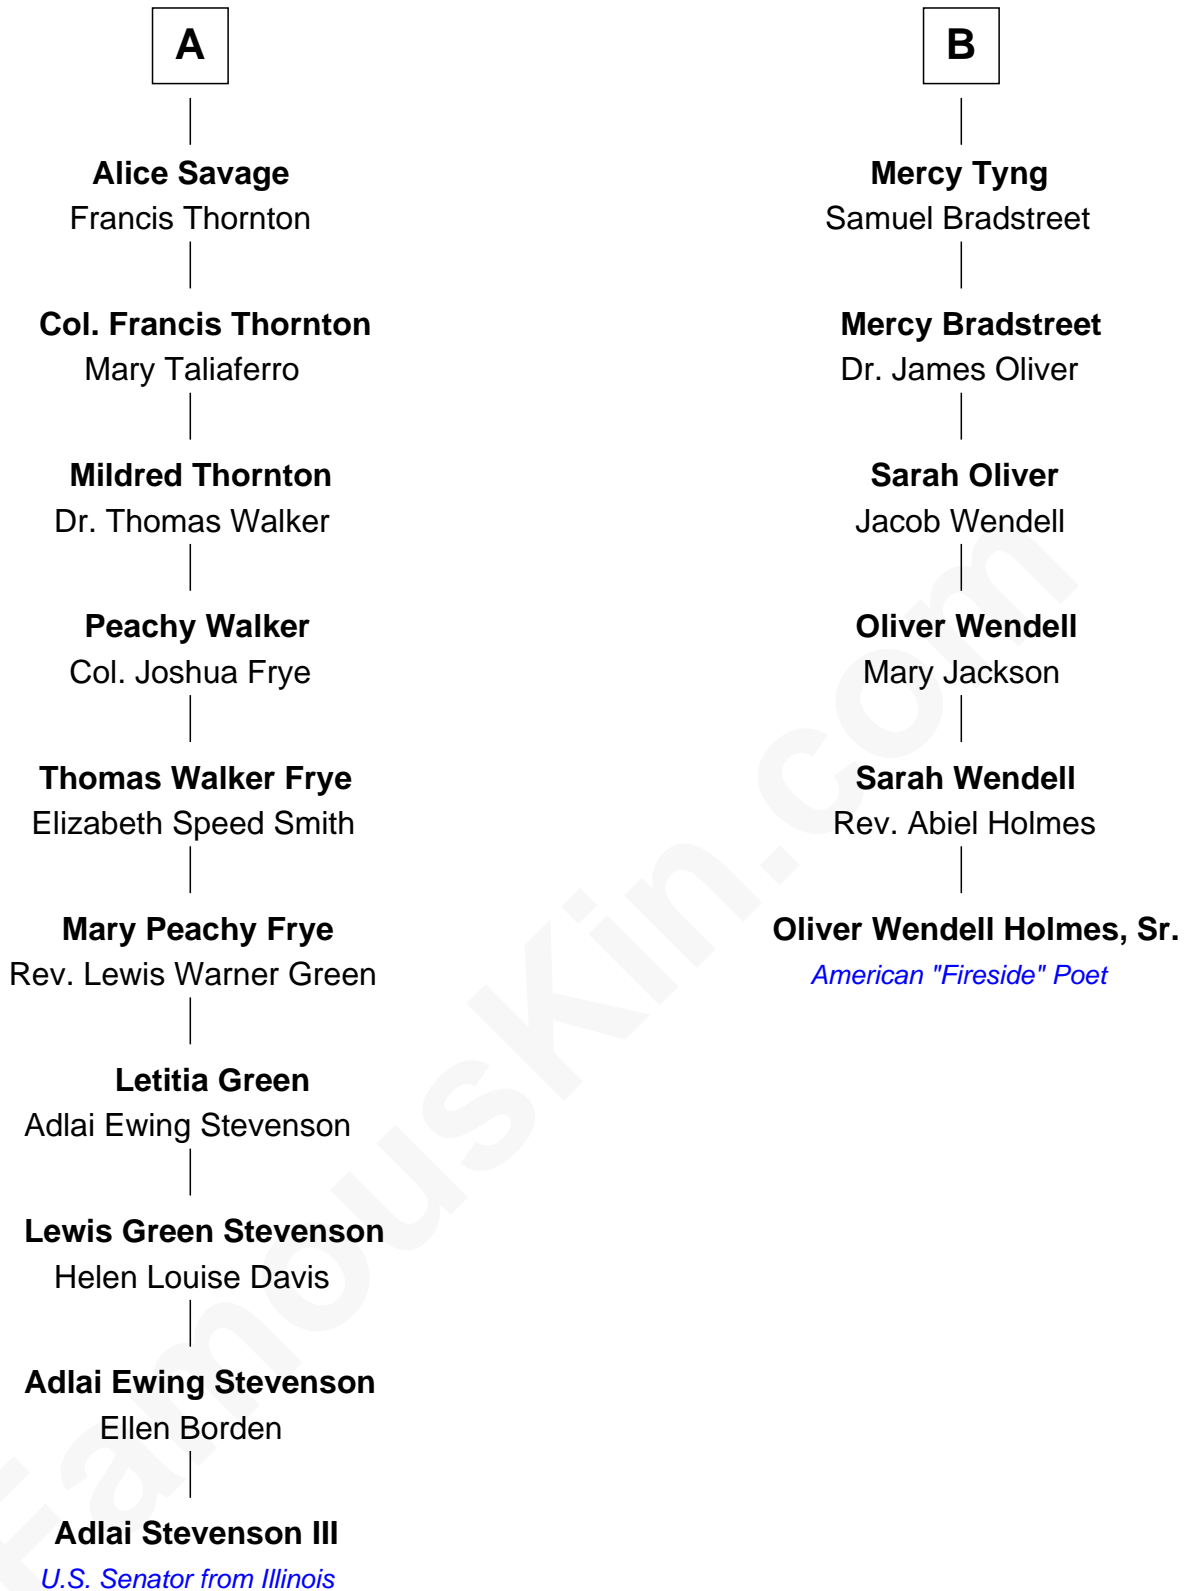 A
Alice Savage
Francis Thornton
Col. Francis Thornton
Mary Taliaferro
Mildred Thornton
Dr. Thomas Walker
Peachy Walker
Col. Joshua Frye
Thomas Walker Frye
Elizabeth Speed Smith
Mary Peachy Frye
Rev. Lewis Warner Green
Letitia Green
Adlai Ewing Stevenson
Lewis Green Stevenson
Helen Louise Davis
Adlai Ewing Stevenson
Ellen Borden
Adlai Stevenson III
U.S. Senator from Illinois
B
Mercy Tyng
Samuel Bradstreet
Mercy Bradstreet
Dr. James Oliver
Sarah Oliver
Jacob Wendell
Oliver Wendell
Mary Jackson
Sarah Wendell
Rev. Abiel Holmes
Oliver Wendell Holmes, Sr.
American "Fireside" Poet
FamousKin.com